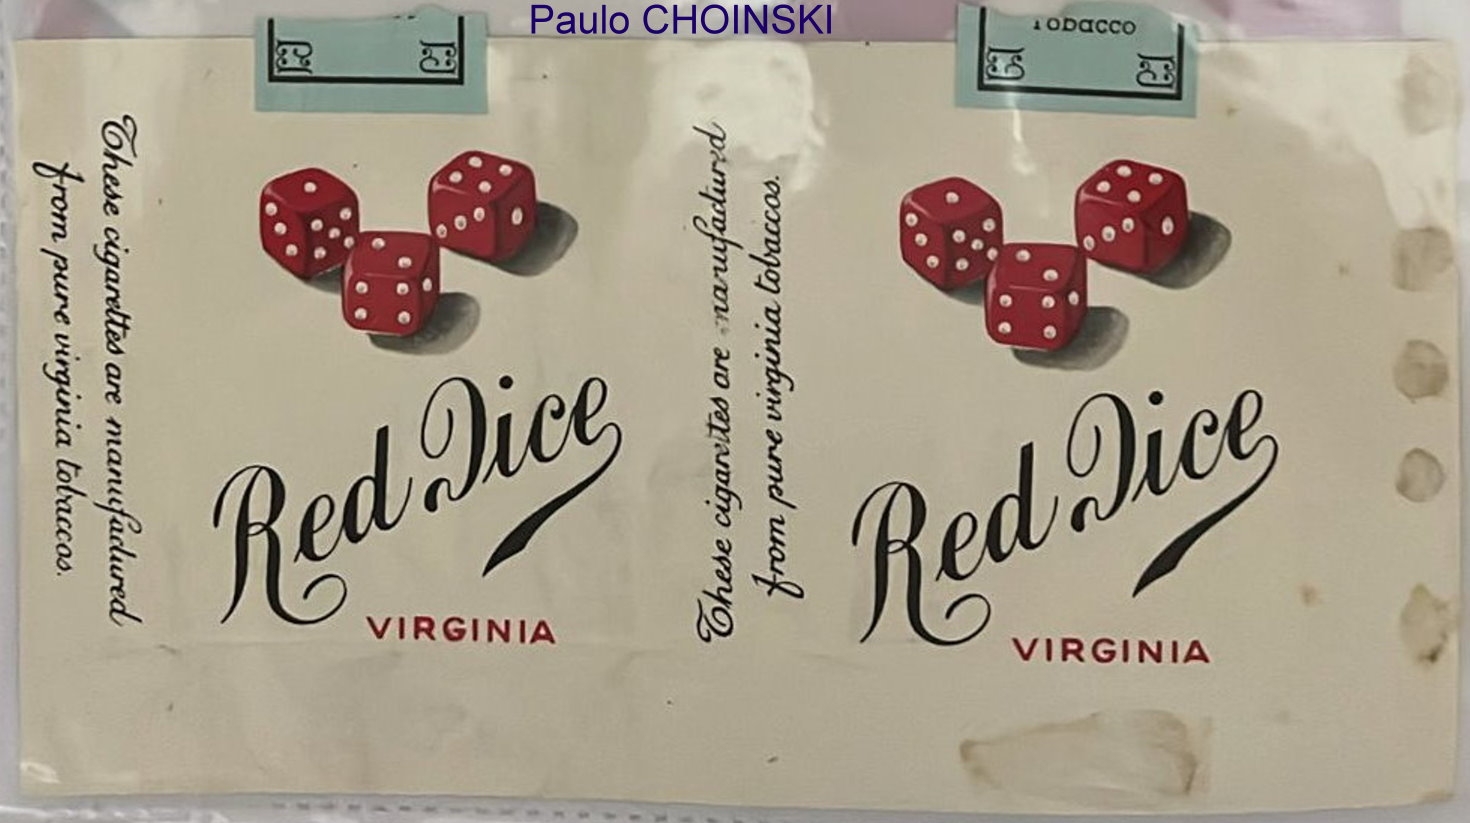 Paulo CHOINSKI
Tobacco
These cigarettes are manufactured
from pure virginia tobaccos.
Red Dice
VIRGINIA
These cigarettes are manufactured
from pure virginia tobaccos.
Red Dice
VIRGINIA